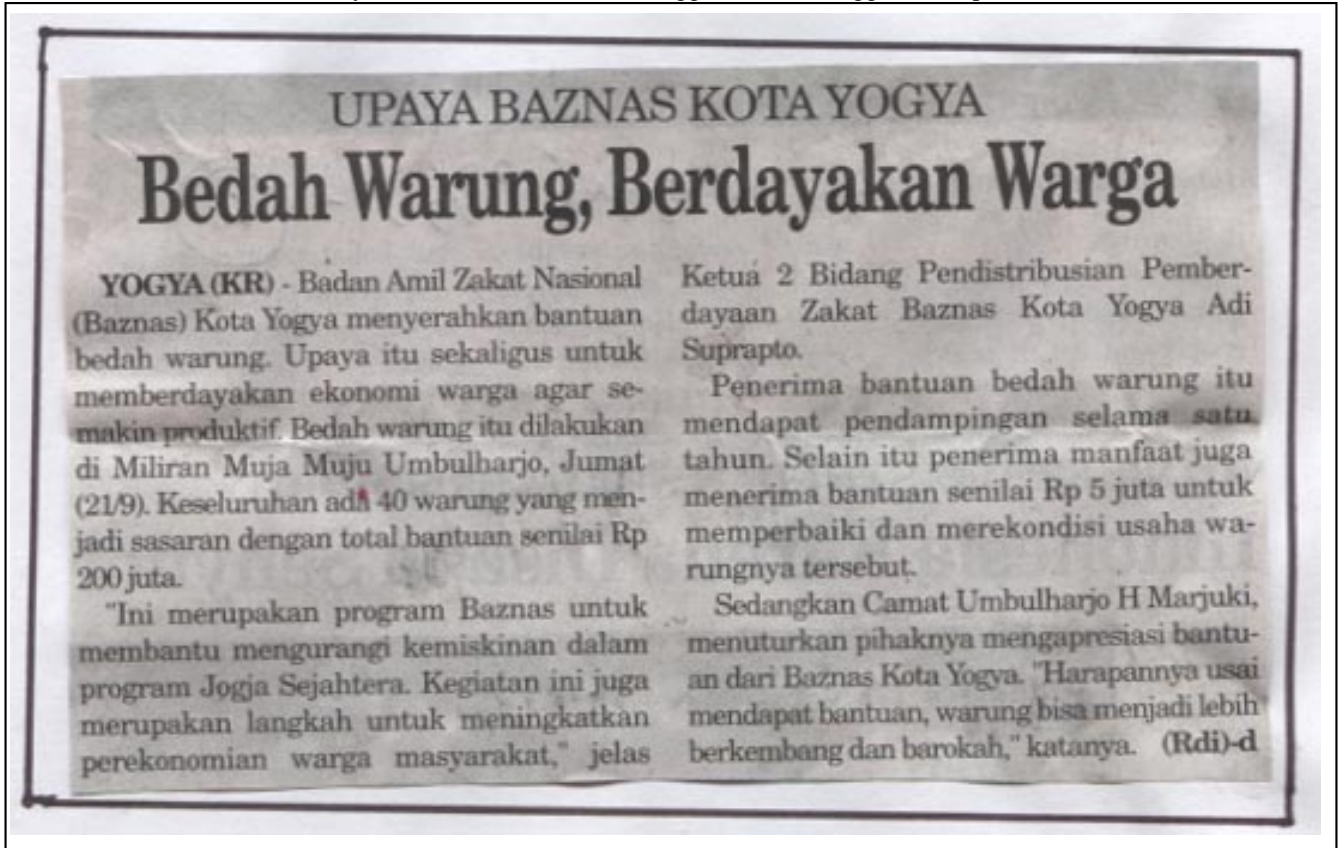 UPAYA BAZNAS KOTA YOGYA
Bedah Warung, Berdayakan Warga
YOGYA (KR) - Badan Amil Zakat Nasional
(Baznas) Kota Yogya menyerahkan bantuan
bedah warung. Upaya itu sekaligus untuk
memberdayakan ekonomi warga agar se-
makin produktif. Bedah warung itu dilakukan
di Miliran Muja Muju Umbulharjo, Jumat
(21/9). Keseluruhan ada 40 warung yang men-
jadi sasaran dengan total bantuan senilai Rp
200 juta.
"Ini merupakan program Baznas untuk
membantu mengurangi kemiskinan dalam
program Jogja Sejahtera. Kegiatan ini juga
merupakan langkah untuk meningkatkan
perekonomian warga masyarakat," jelas
Ketua 2 Bidang Pendistribusian Pember-
dayaan Zakat Baznas Kota Yogya Adi
Suprapto.
Penerima bantuan bedah warung itu
mendapat pendampingan selama satu
tahun. Selain itu penerima manfaat juga
menerima bantuan senilai Rp 5 juta untuk
memperbaiki dan merekondisi usaha wa-
rungnya tersebut.
Sedangkan Camat Umbulharjo H Marjuki,
menuturkan pihaknya mengapresiasi bantu-
an dari Baznas Kota Yogya. "Harapannya usai
mendapat bantuan, warung bisa menjadi lebih
berkembang dan barokah," katanya. (Rdi)-d